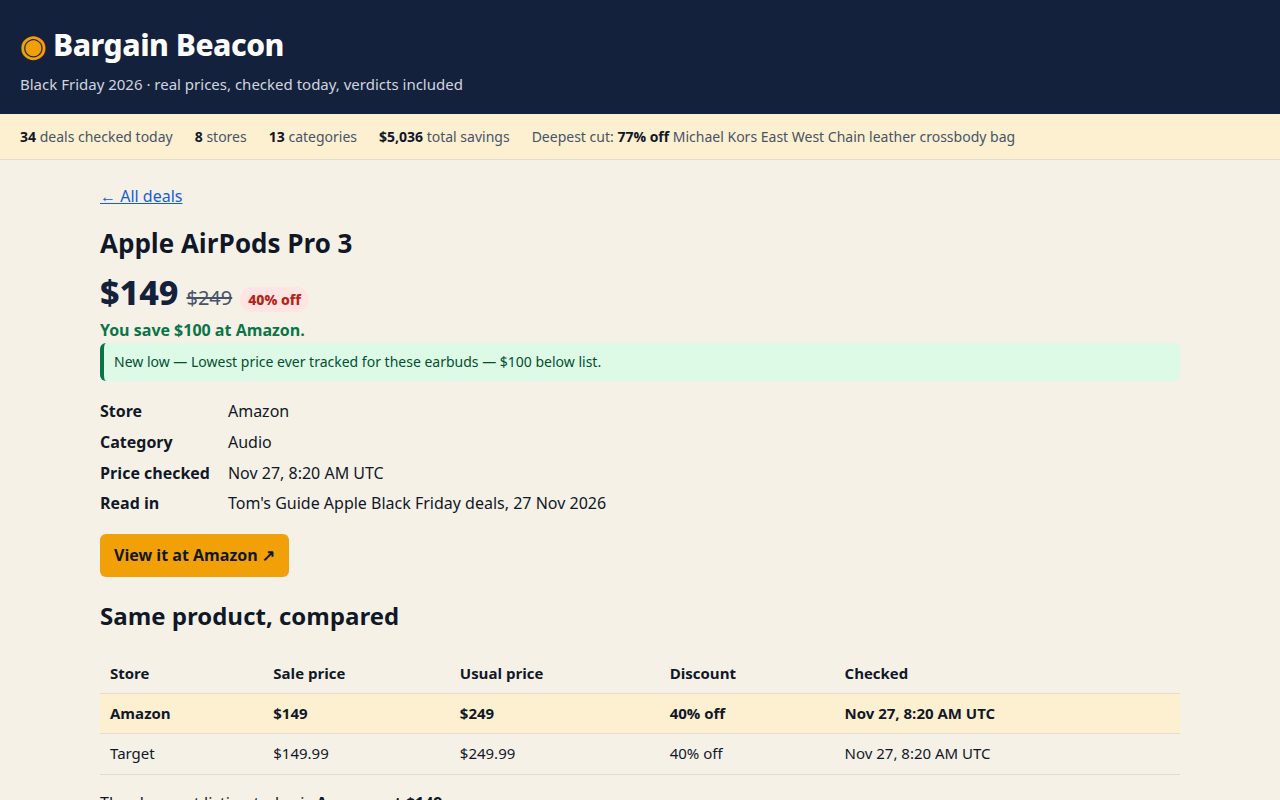 ◉ Bargain Beacon
Black Friday 2026 · real prices, checked today, verdicts included
34 deals checked today 8 stores 13 categories $5,036 total savings Deepest cut: 77% off Michael Kors East West Chain leather crossbody bag
← All deals
Apple AirPods Pro 3
$149 $249 40% off
You save $100 at Amazon.
New low — Lowest price ever tracked for these earbuds — $100 below list.
Store Amazon
Category Audio
Price checked Nov 27, 8:20 AM UTC
Read in Tom's Guide Apple Black Friday deals, 27 Nov 2026
View it at Amazon ↗
Same product, compared
Store Sale price Usual price Discount Checked
Amazon $149 $249 40% off Nov 27, 8:20 AM UTC
Target $149.99 $249.99 40% off Nov 27, 8:20 AM UTC